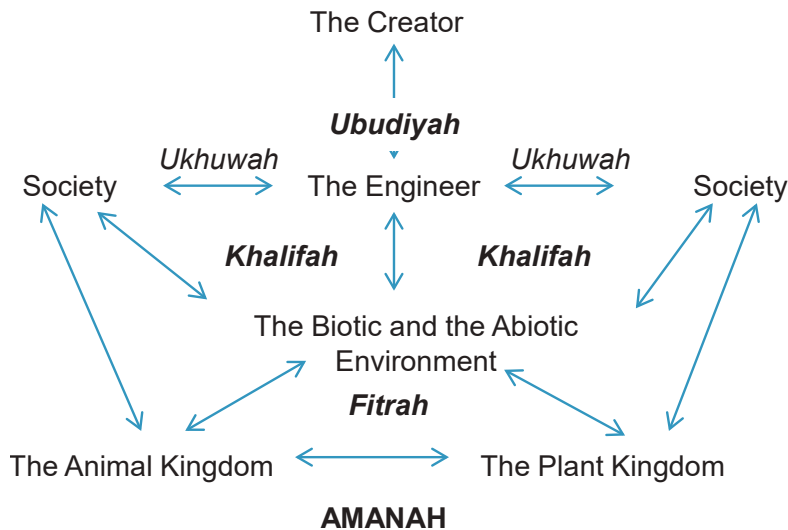 The Creator
Ubudiyah
Ukhuwah
Ukhuwah
Society
The Engineer
Society
Khalifah
Khalifah
The Biotic and the Abiotic
Environment
Fitrah
The Animal Kingdom
The Plant Kingdom
AMANAH